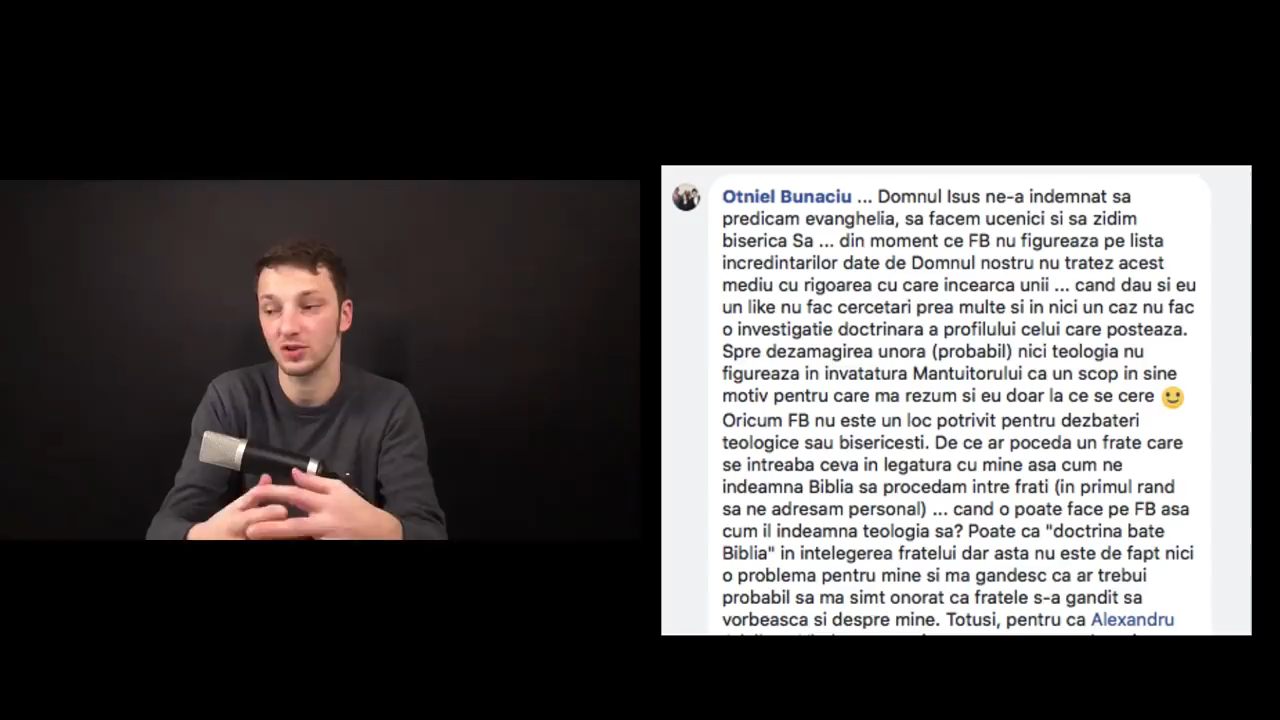 Otniel Bunaciu ... Domnul Isus ne-a indemnat sa
predicam evanghelia, sa facem ucenici si sa zidim
biserica Sa ... din moment ce FB nu figureaza pe lista
incredintarilor date de Domnul nostru nu tratez acest
mediu cu rigoarea cu care incearca unii ... cand dau si eu
un like nu fac cercetari prea multe si in nici un caz nu fac
o investigatie doctrinara a profilului celui care posteaza.
Spre dezamagirea unora (probabil) nici teologia nu
figureaza in invatatura Mantuitorului ca un scop in sine
motiv pentru care ma rezum si eu doar la ce se cere 🙂
Oricum FB nu este un loc potrivit pentru dezbateri
teologice sau bisericesti. De ce ar poceda un frate care
se intreaba ceva in legatura cu mine asa cum ne
indeamna Biblia sa procedam intre frati (in primul rand
sa ne adresam personal) ... cand o poate face pe FB asa
cum il indeamna teologia sa? Poate ca "doctrina bate
Biblia" in intelegerea fratelui dar asta nu este de fapt nici
o problema pentru mine si ma gandesc ca ar trebui
probabil sa ma simt onorat ca fratele s-a gandit sa
vorbeasca si despre mine. Totusi, pentru ca Alexandru